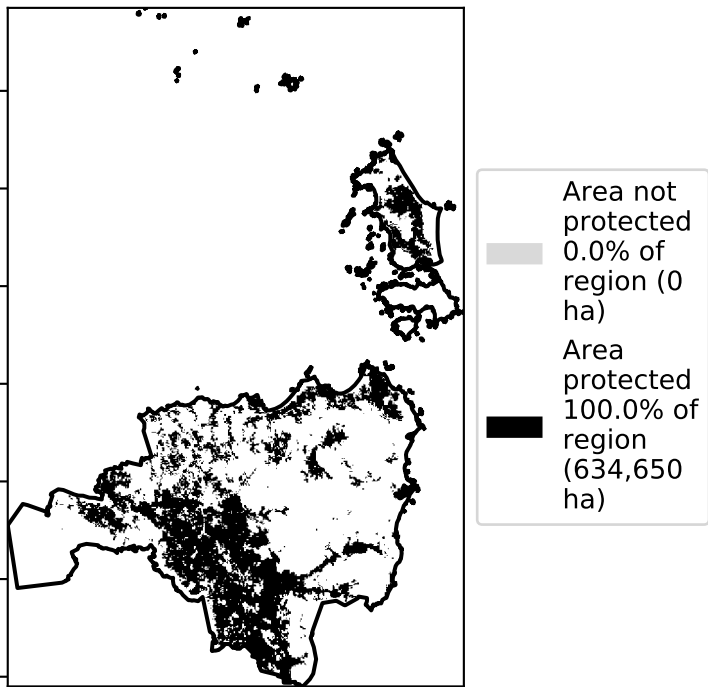 Area not
protected
0.0% of
region (0
ha)
Area
protected
100.0% of
region
(634,650
ha)